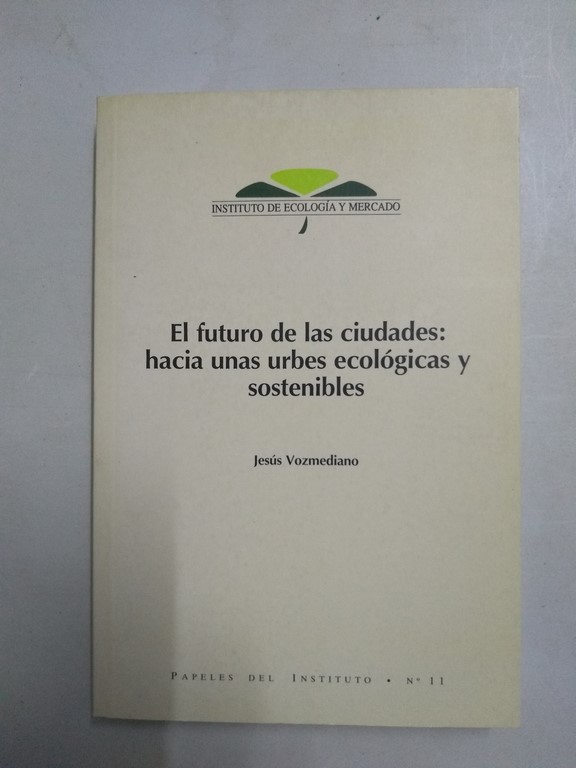 INSTITUTO DE ECOLOGÍA Y MERCADO
El futuro de las ciudades:
hacia unas urbes ecológicas y
sostenibles
Jesús Vozmediano
PAPELES DEL INSTITUTO • Nº 11